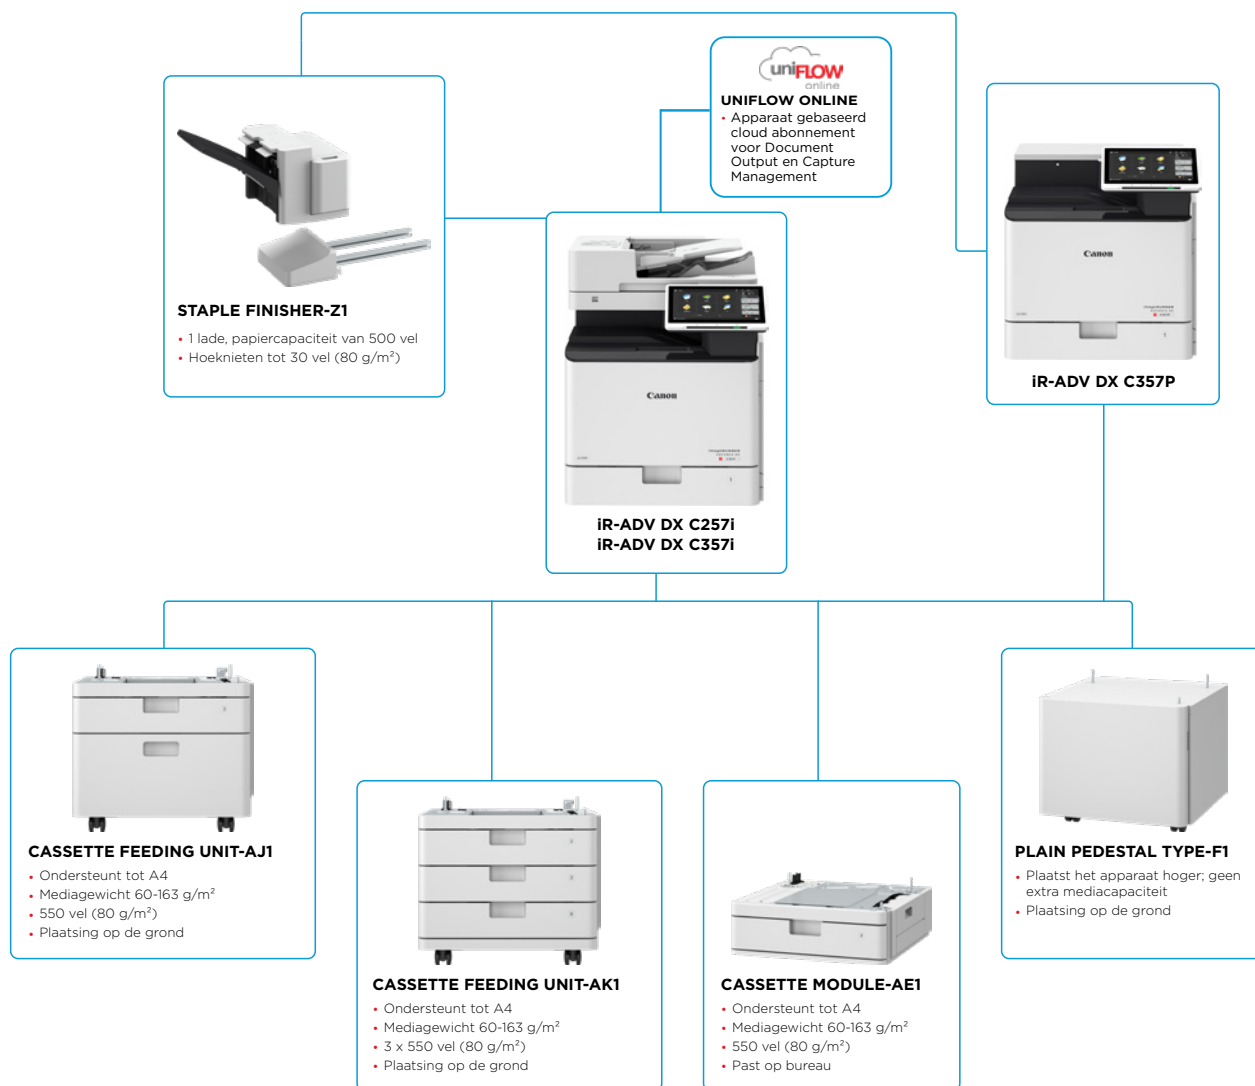 uniFLOW
online
UNIFLOW ONLINE
• Apparaat gebaseerd
cloud abonnement
voor Document
Output en Capture
Management
STAPLE FINISHER-Z1
• 1 lade, papiercapaciteit van 500 vel
• Hoeknieten tot 30 vel (80 g/m²)
Canon
1
iR-ADV DX C257i
iR-ADV DX C357i
Canon
1
iR-ADV DX C357P
CASSETTE FEEDING UNIT-AJ1
• Ondersteunt tot A4
• Mediagewicht 60-163 g/m²
• 550 vel (80 g/m²)
• Plaatsing op de grond
CASSETTE FEEDING UNIT-AK1
• Ondersteunt tot A4
• Mediagewicht 60-163 g/m²
• 3 x 550 vel (80 g/m²)
• Plaatsing op de grond
CASSETTE MODULE-AE1
• Ondersteunt tot A4
• Mediagewicht 60-163 g/m²
• 550 vel (80 g/m²)
• Past op bureau
PLAIN PEDESTAL TYPE-F1
• Plaatst het apparaat hoger; geen
extra mediacapaciteit
• Plaatsing op de grond